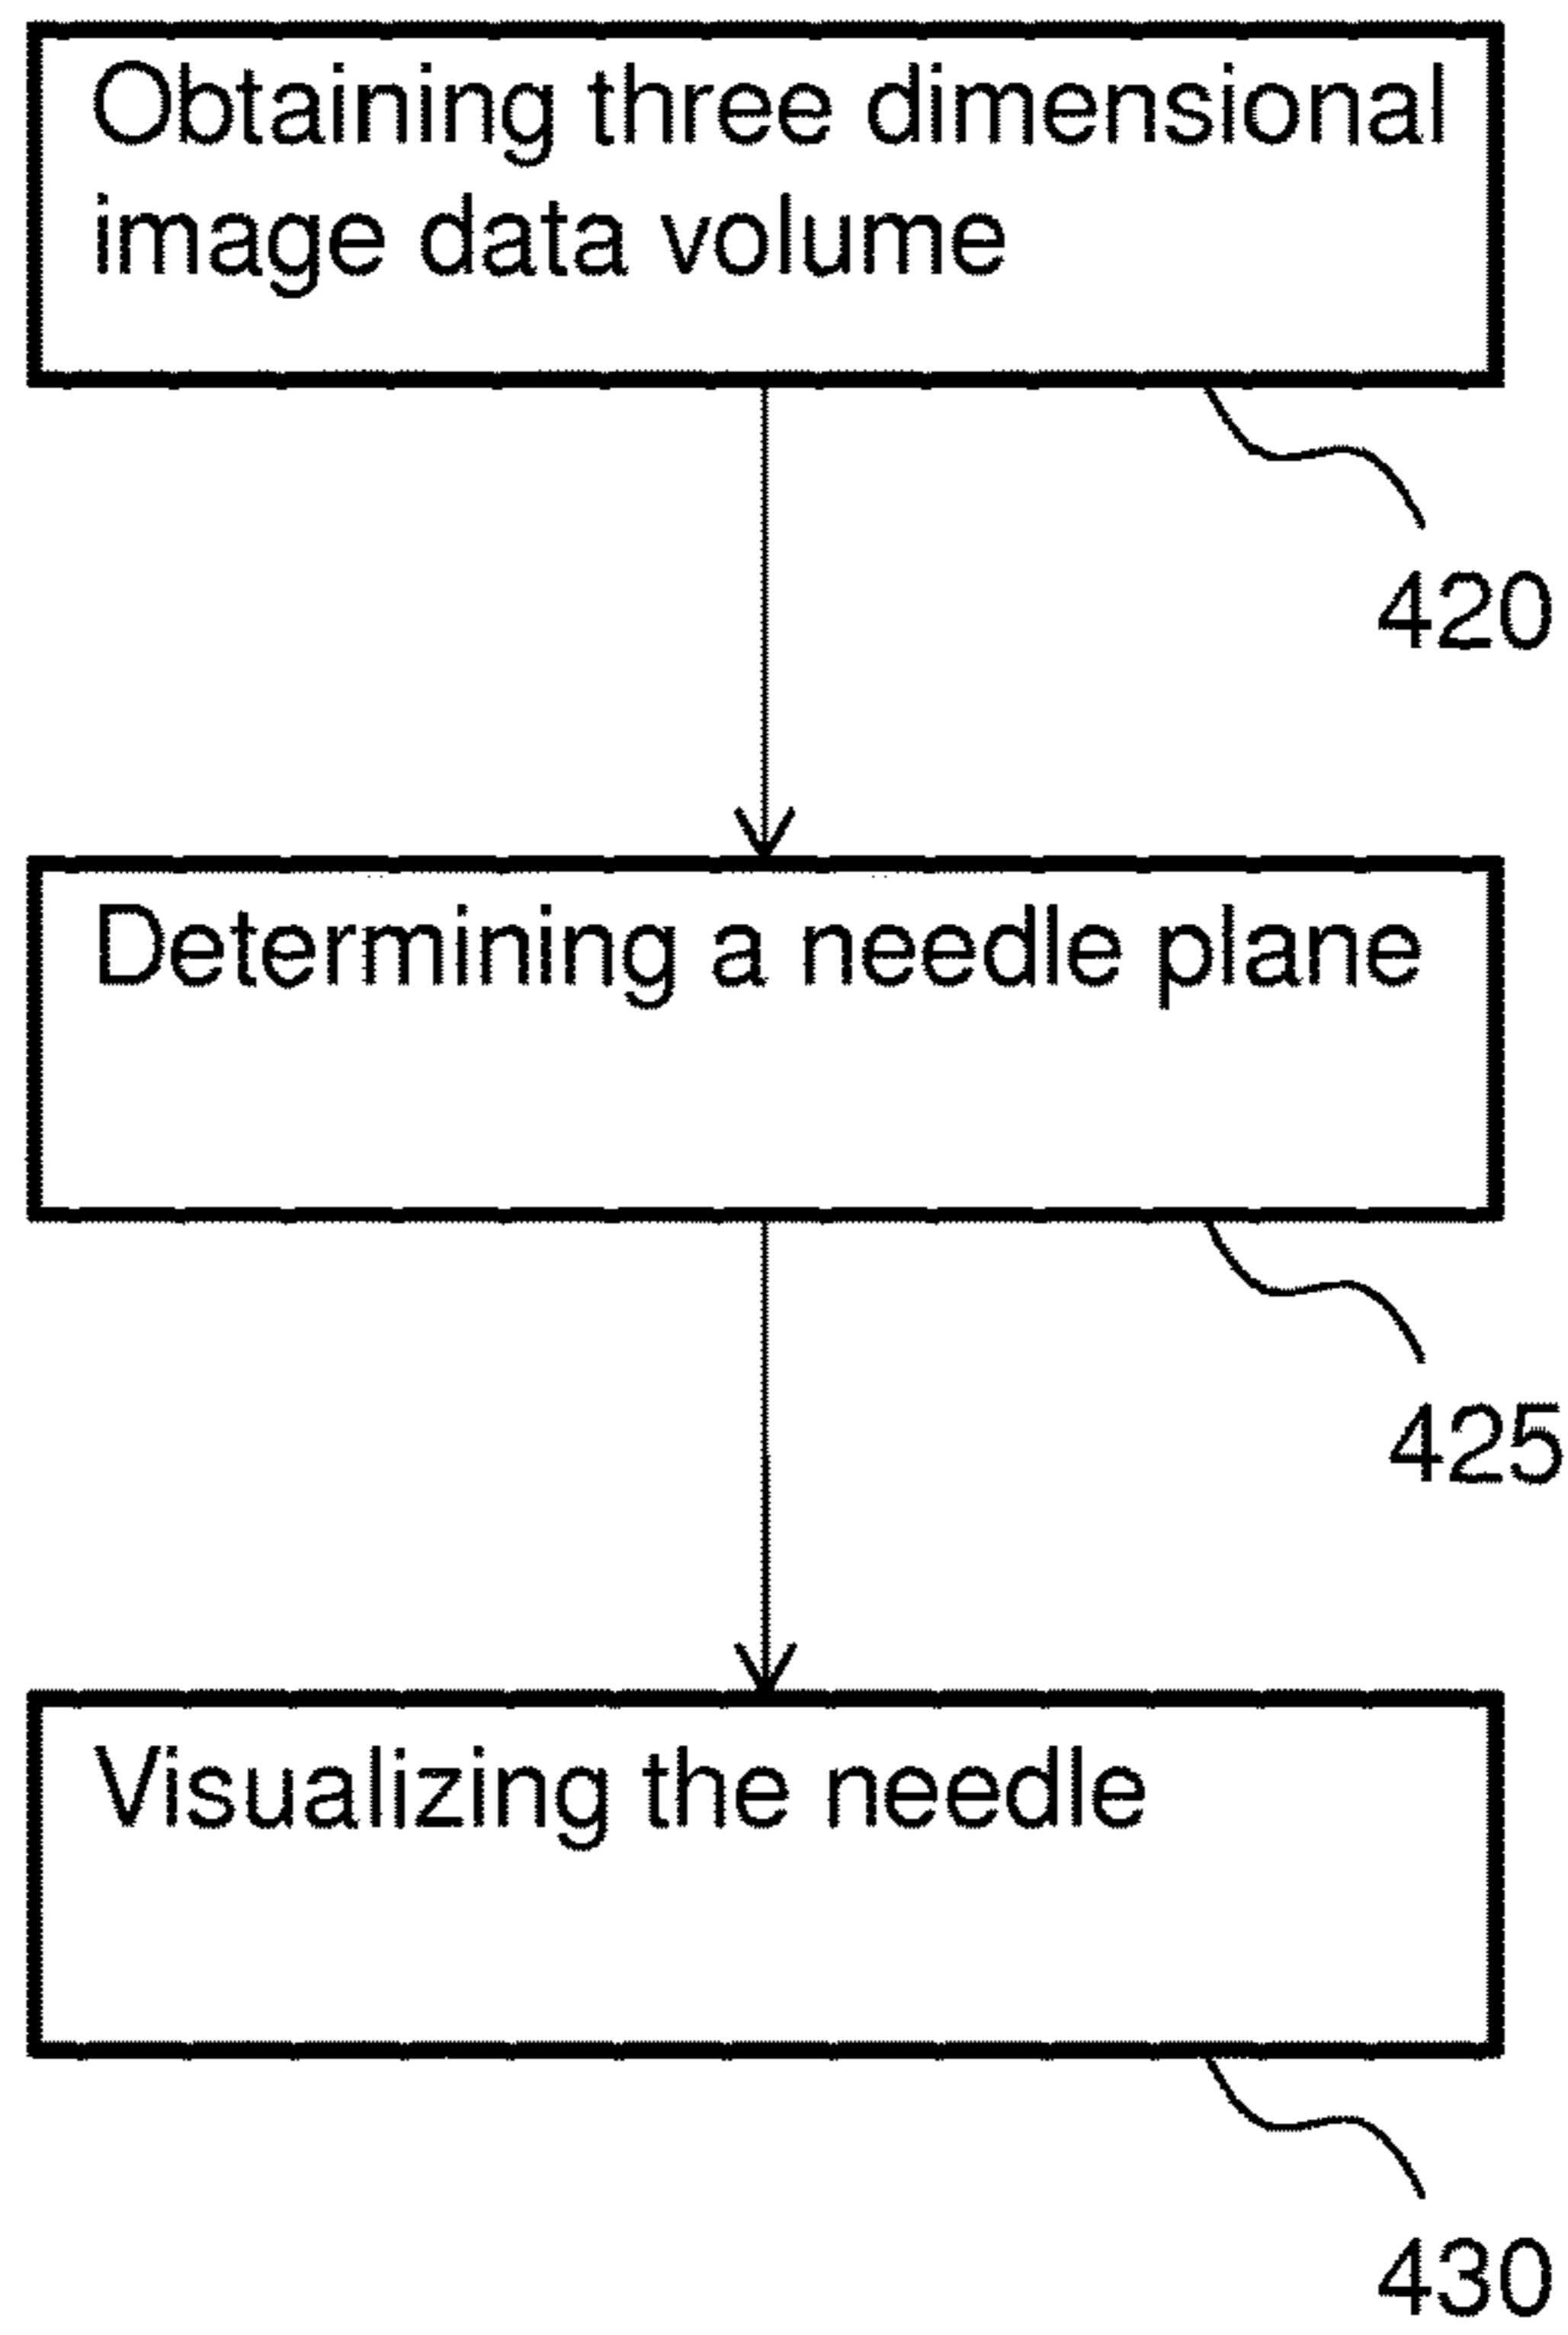 Obtaining three dimensional
image data volume
420
Determining a needle plane
425
Visualizing the needle
430